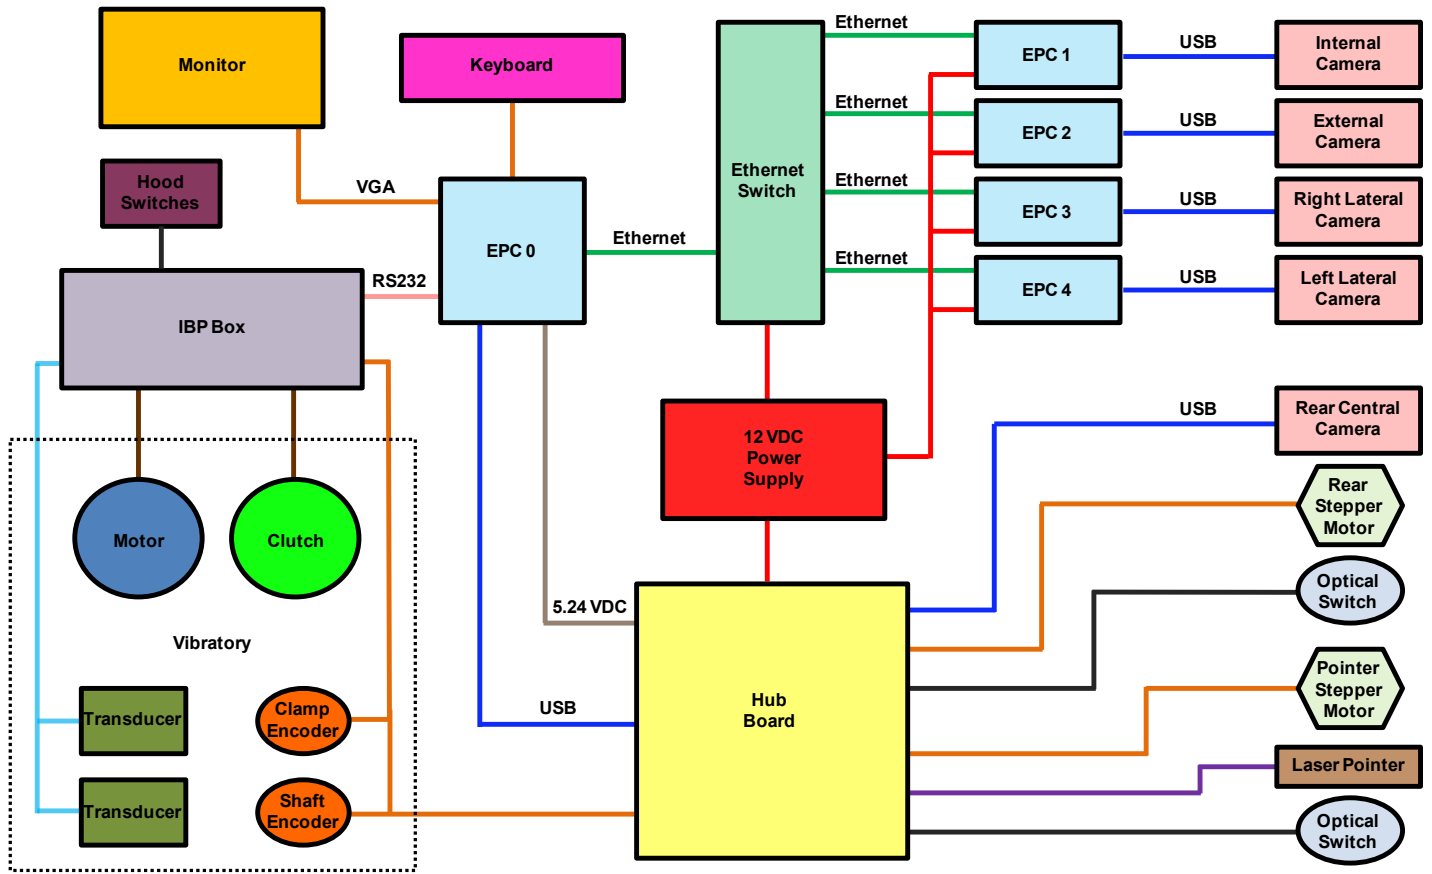 Monitor
Keyboard
Ethernet
EPC 1
USB
Internal
Camera
Ethernet
EPC 2
USB
External
Camera
Hood
Switches
VGA
Ethernet
Switch
Ethernet
EPC 3
USB
Right Lateral
Camera
EPC 0
Ethernet
Ethernet
EPC 4
USB
Left Lateral
Camera
RS232
IBP Box
12 VDC
Power
Supply
USB
Rear Central
Camera
Rear
Stepper
Motor
Motor
Clutch
Optical
Switch
5.24 VDC
Vibratory
Hub
Board
Pointer
Stepper
Motor
USB
Transducer
Clamp
Encoder
Laser Pointer
Transducer
Shaft
Encoder
Optical
Switch